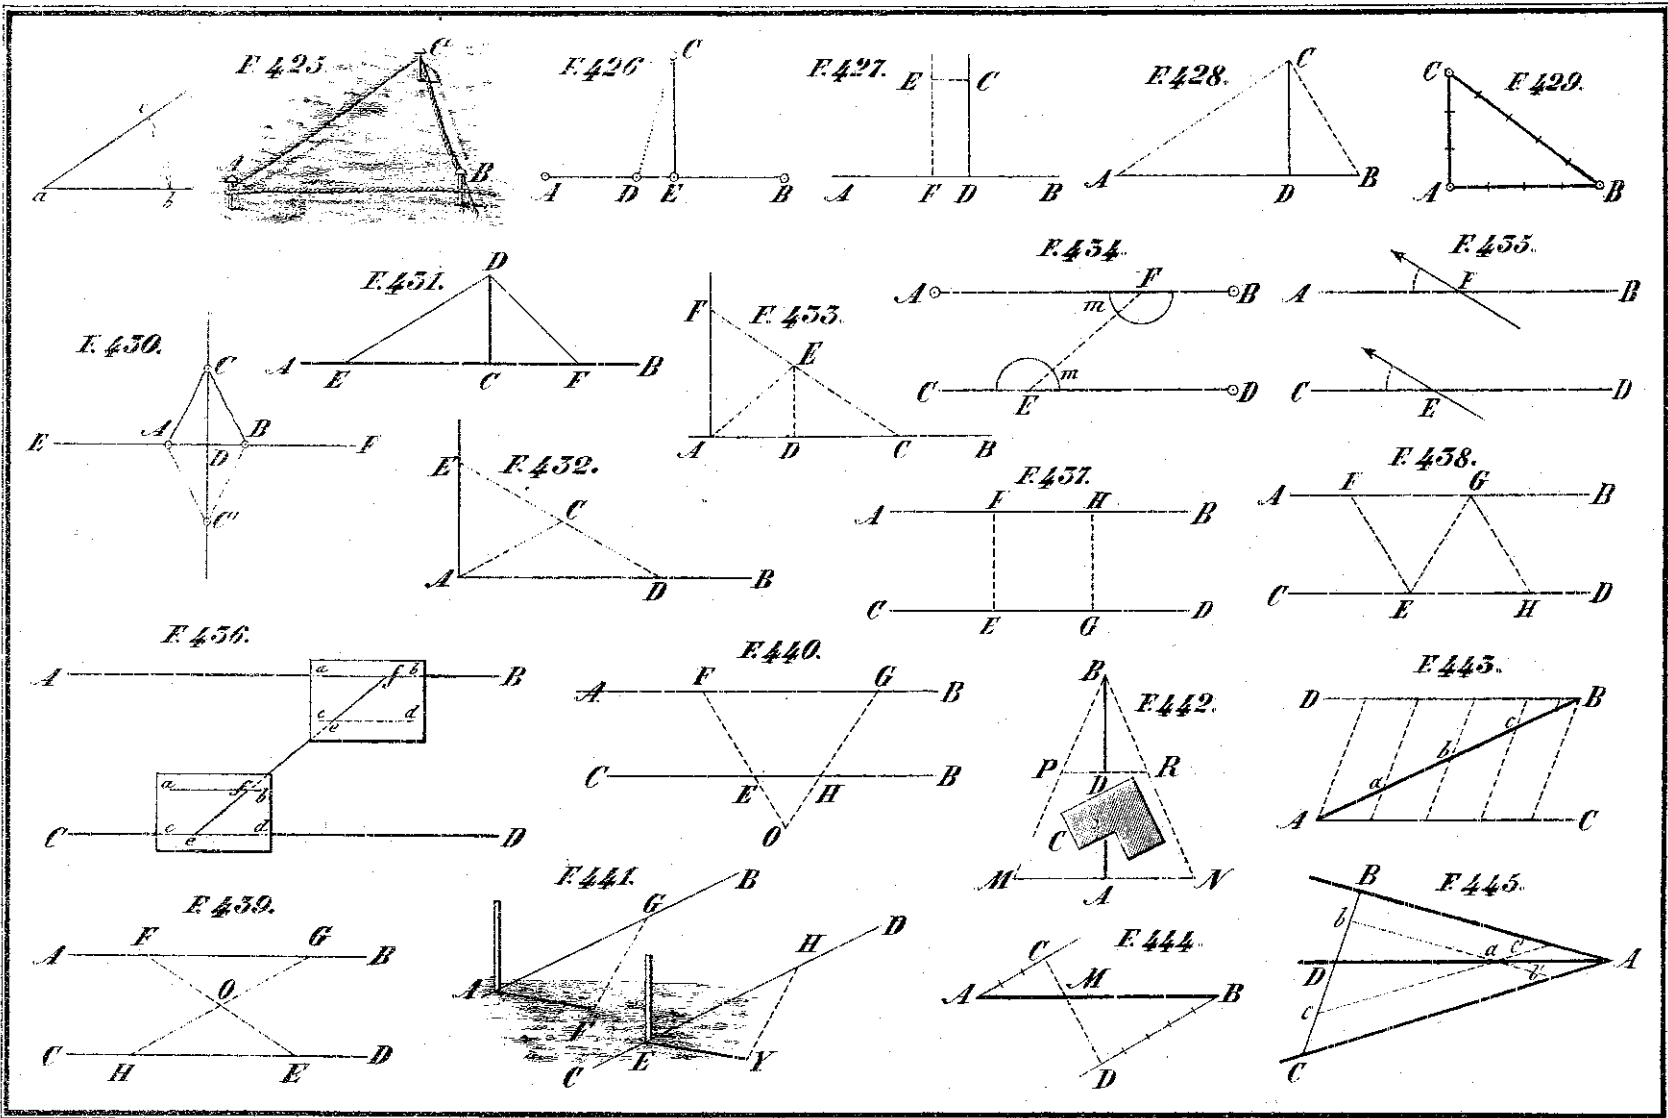 F. 425.
a
b
c
A
B
C
F. 426
C
A D E B
F. 427.
E C
A F D B
F. 428.
C
A D B
F. 429.
C
A B
F. 430.
C
A B
E D F
C'
F. 431.
D
A E C F B
F. 432.
E
C
A D B
F. 433.
F
E
A D C B
F. 434.
A F B
m
m
C E D
F. 435.
A F B
C E D
F. 436.
A B
a f b
c e d
a f b
c e d
C D
F. 437.
A F H B
C E G D
F. 438.
A F G B
C E H D
F. 439.
A F G B
O
C H E D
F. 440.
A F G B
C E H B
O
F. 441.
B
G
H D
A
F
C E Y
F. 442.
B
P D R
C
M A N
F. 443.
D B
c
b
a
A C
F. 444.
C
A M B
D
F. 445.
B
b
a c'
D A
b'
c
C